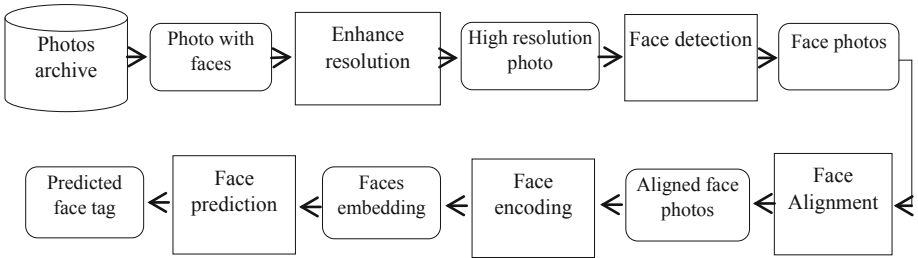 Photos
archive
Photo with
faces
Enhance
resolution
High resolution
photo
Face detection
Face photos
Face
Alignment
Aligned face
photos
Face
encoding
Faces
embedding
Face
prediction
Predicted
face tag